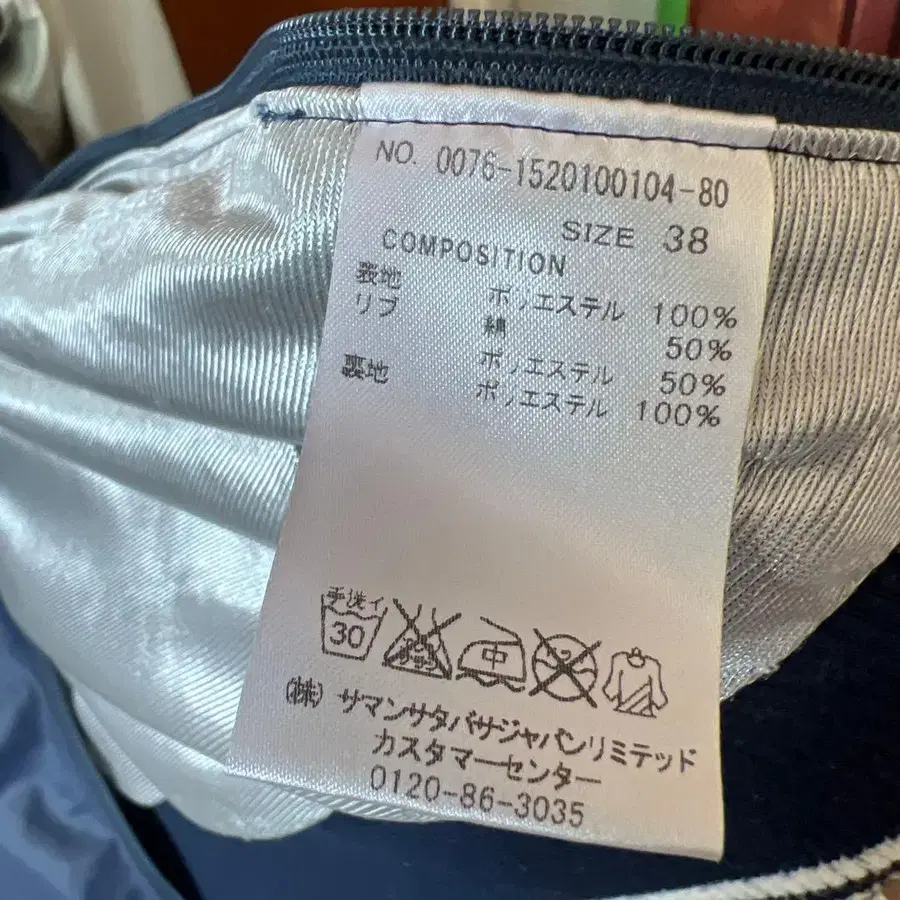 NO. 0076-1520100104-80
SIZE 38
COMPOSITION
表地 ポリエステル 100%
リブ 綿 50%
ポリエステル 50%
裏地 ポリエステル 100%
手洗イ
30 中
(株) サマンサタバサジャパンリミテッド
カスタマーセンター
0120-86-3035